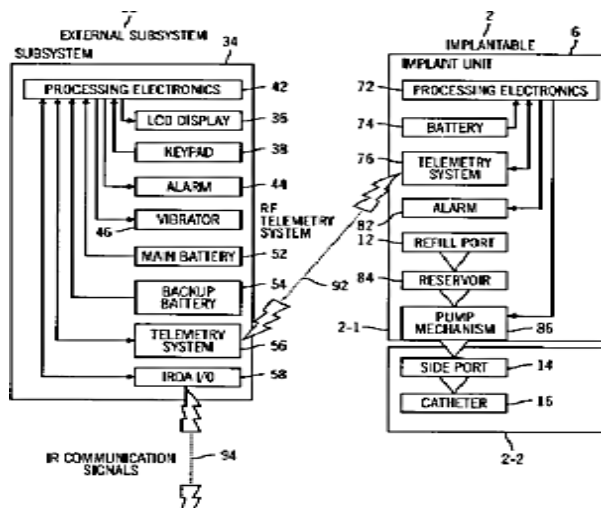 EXTERNAL SUBSYSTEM
SUBSYSTEM
34
PROCESSING ELECTRONICS
42
LCD DISPLAY
36
KEYPAD
38
ALARM
44
VIBRATOR
46
RF
TELEMETRY
SYSTEM
MAIN BATTERY
52
BACKUP
BATTERY
54
TELEMETRY
SYSTEM
56
IRDA I/O
58
IR COMMUNICATION
SIGNALS
94
92
2
IMPLANTABLE
6
IMPLANT UNIT
72
PROCESSING ELECTRONICS
74
BATTERY
76
TELEMETRY
SYSTEM
ALARM
82
12
REFILL PORT
84
RESERVOIR
PUMP
MECHANISM
2-1
86
SIDE PORT
14
CATHETER
16
2-2